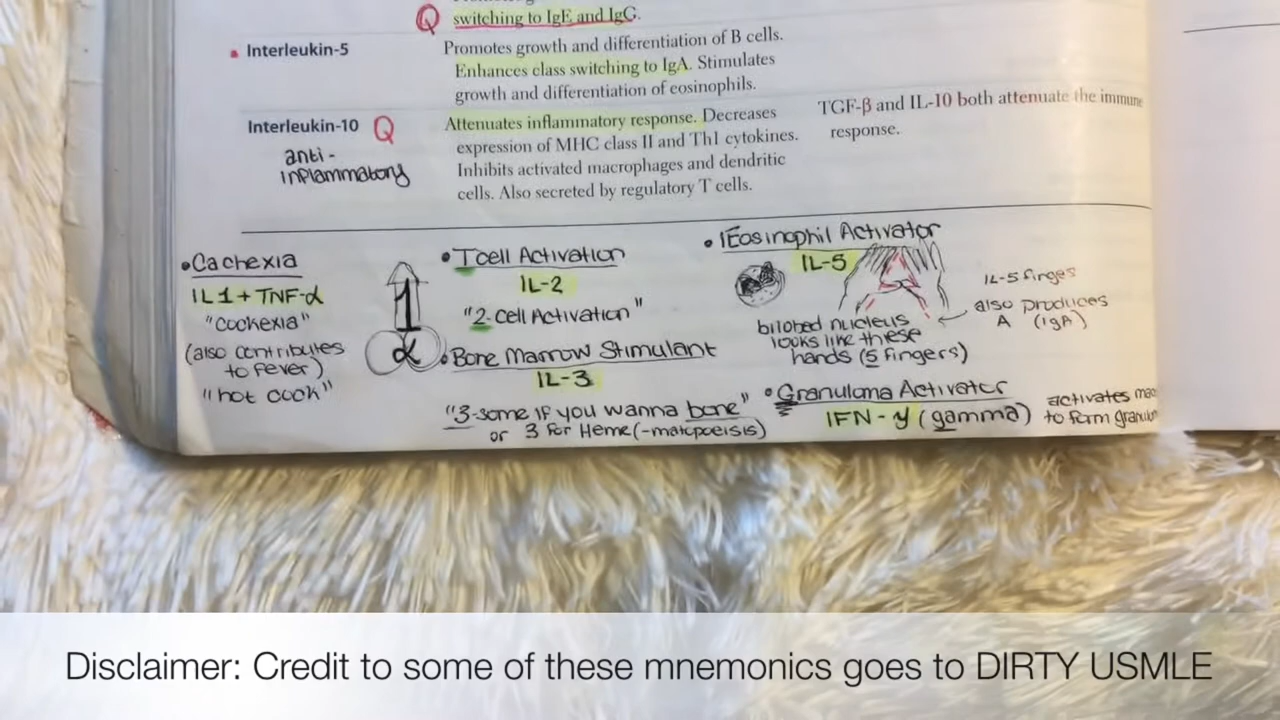 switching to IgE and IgG.
Q
Interleukin-5
Promotes growth and differentiation of B cells.
Enhances class switching to IgA. Stimulates
growth and differentiation of eosinophils.
Interleukin-10 Q
anti-
inflammatory
Attenuates inflammatory response. Decreases
expression of MHC class II and Th1 cytokines.
Inhibits activated macrophages and dendritic
cells. Also secreted by regulatory T cells.
TGF-β and IL-10 both attenuate the immune
response.
•Cachexia
IL1 + TNF-α
"cockexia"
(also contributes
to fever)
"hot cock"
1
α
•Tcell Activation
IL-2
"2-cell Activation"
•Bone Marrow Stimulant
IL-3
"3-some if you wanna bone"
or 3 for Heme(-matopoeisis)
•Eosinophil Activator
IL-5
bilobed nucleus
looks like these
hands (5 fingers)
IL-5 finges
also produces
A (IgA)
•Granuloma Activator
IFN-γ (gamma)
activates
to form
Disclaimer: Credit to some of these mnemonics goes to DIRTY USMLE